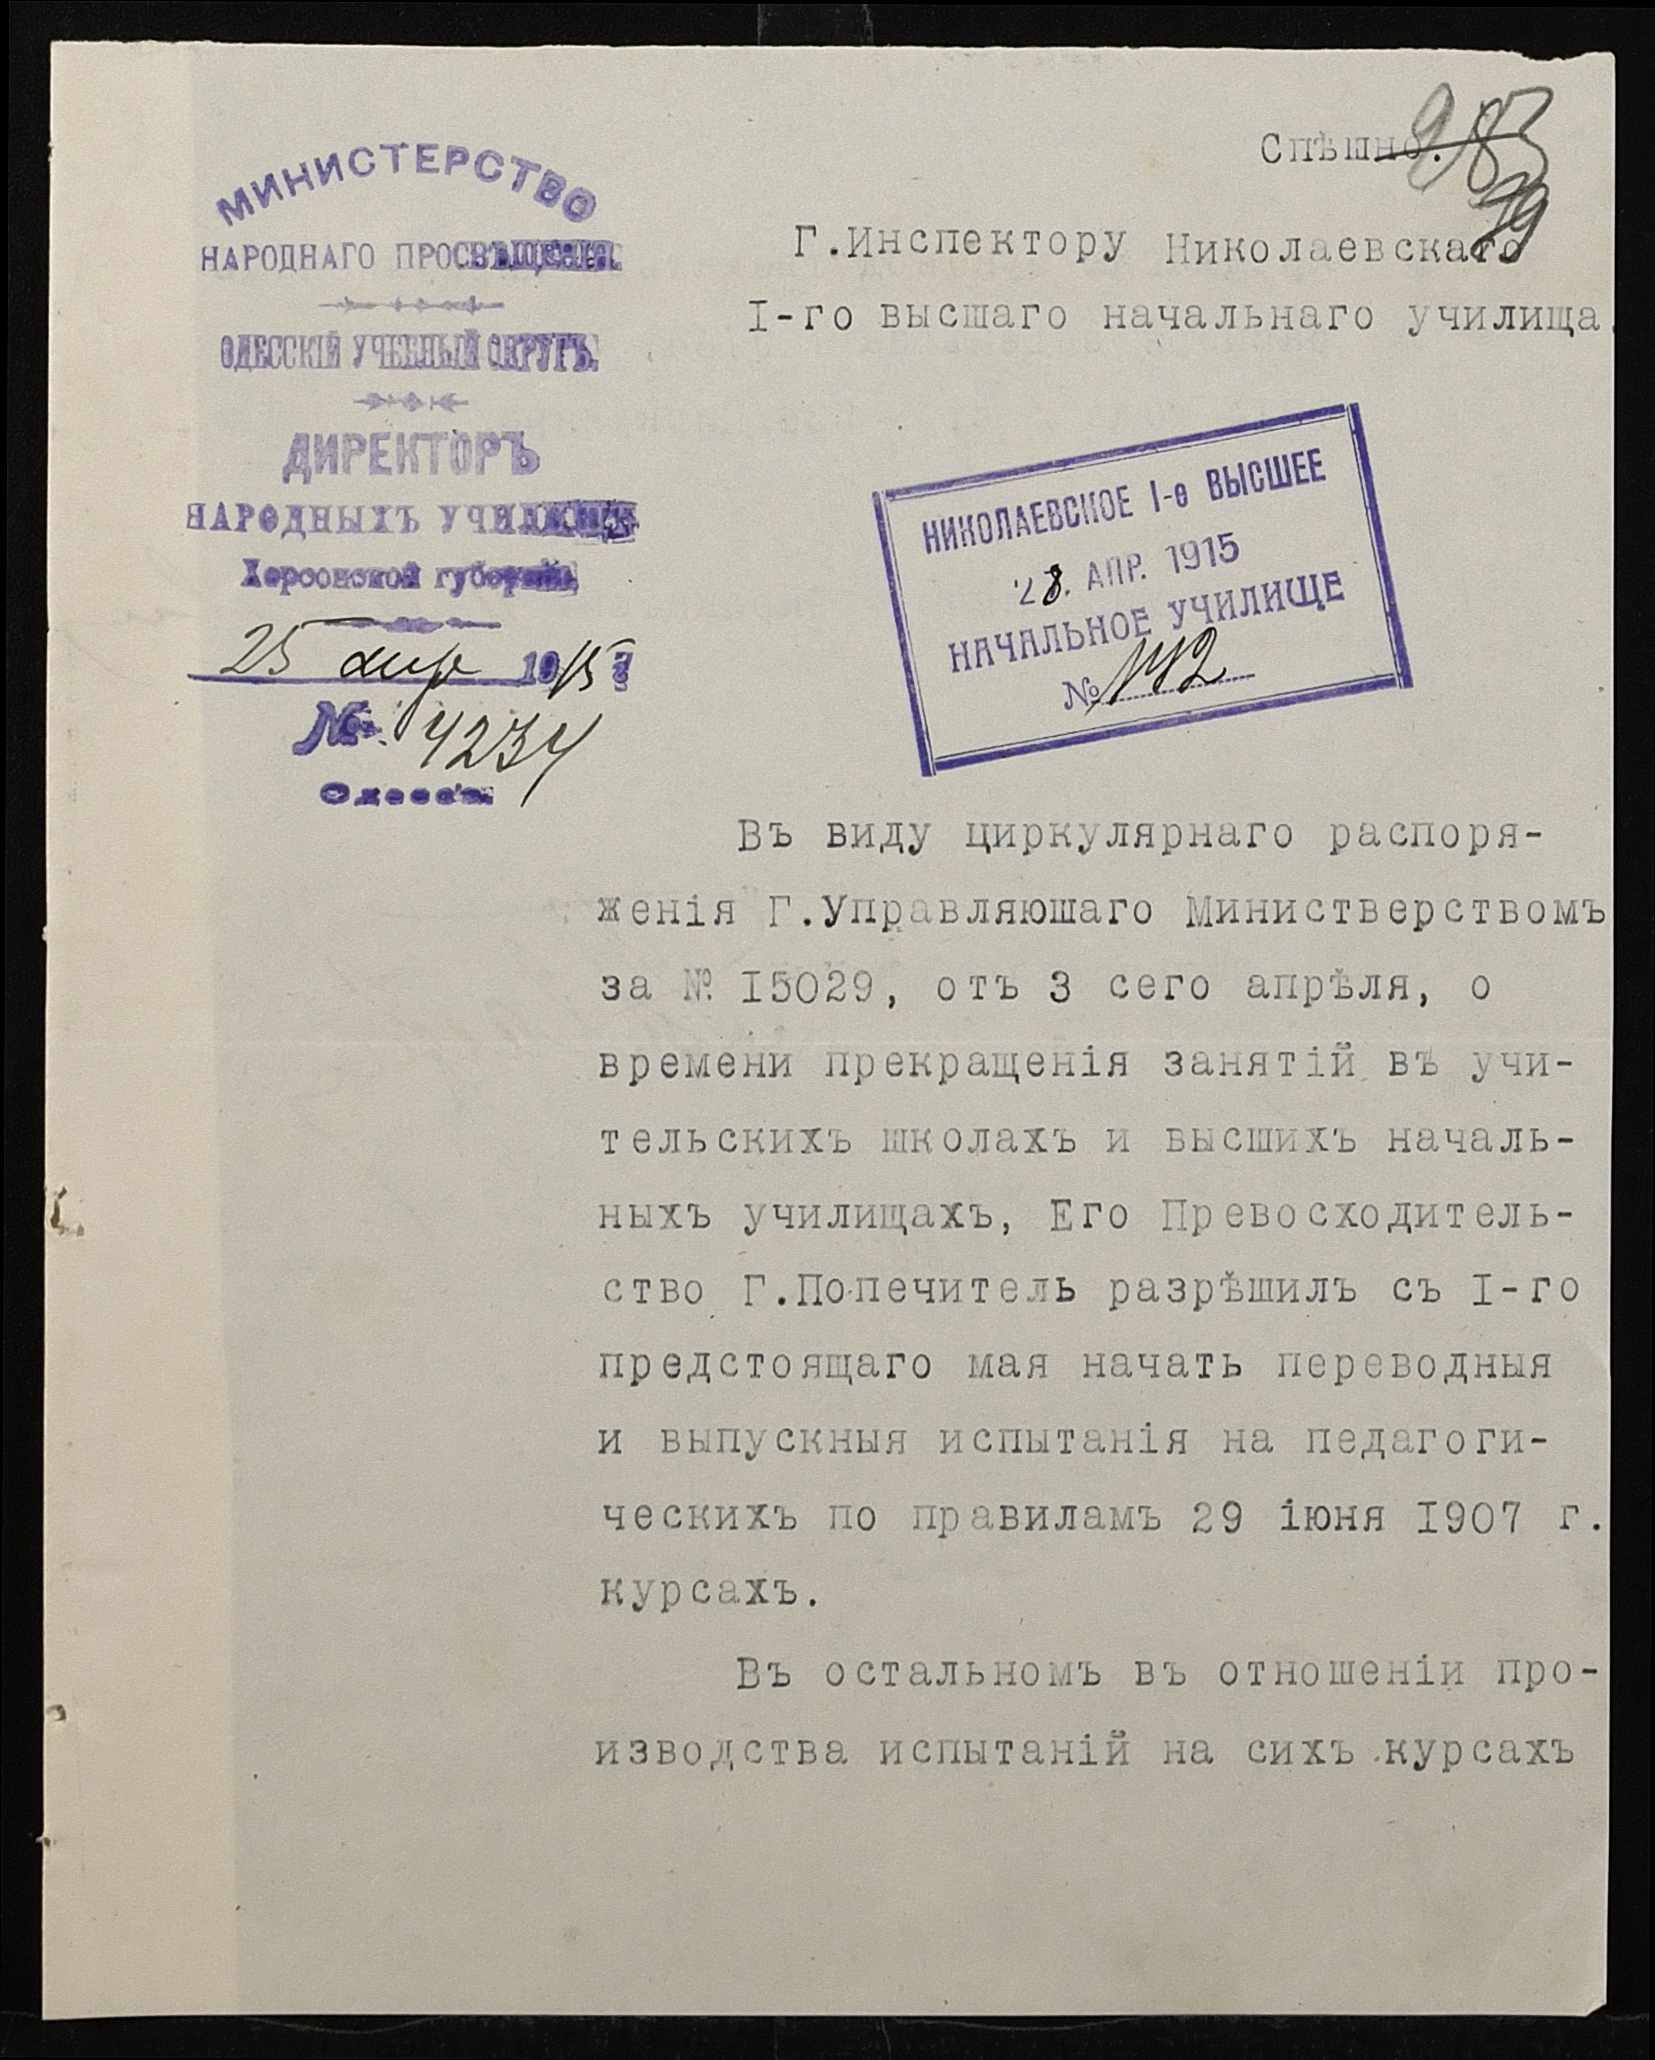 Спѣшно.
79
МИНИСТЕРСТВО
НАРОДНАГО ПРОСВѢЩЕНІЯ.
ОДЕССКІЙ УЧЕБНЫЙ ОКРУГЪ.
ДИРЕКТОРЪ
НАРОДНЫХЪ УЧИЛИЩЪ
Херсонской губерніи.
25 апр 1915 г.
№ 4234
Одесса.
Г.Инспектору Николаевскаго
I-го высшаго начальнаго училища.
НИКОЛАЕВСКОЕ I-е ВЫСШЕЕ
28. АПР. 1915
НАЧАЛЬНОЕ УЧИЛИЩЕ
№
Въ виду циркулярнаго распоря-
женія Г.Управляюшаго Министверствомъ
за № I5029, отъ 3 сего апрѣля, о
времени прекращенія занятій въ учи-
тельскихъ школахъ и высшихъ началь-
ныхъ училищахъ, Его Превосходитель-
ство Г.Попечитель разрѣшилъ съ I-го
предстоящаго мая начать переводныя
и выпускныя испытанія на педагоги-
ческихъ по правиламъ 29 іюня I907 г.
курсахъ.
Въ остальномъ въ отношеніи про-
изводства испытаній на сихъ курсахъ